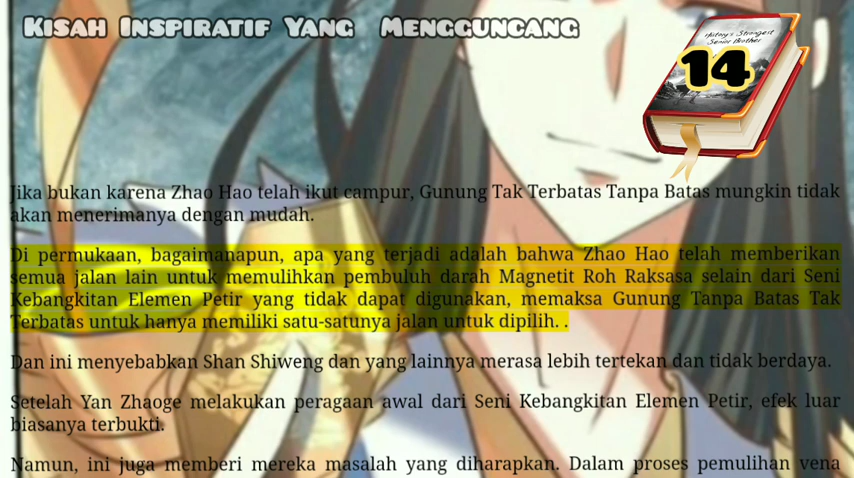 Kisah Inspiratif Yang Menggungang
History's Strongest
Senior Brother
14
Jika bukan karena Zhao Hao telah ikut campur, Gunung Tak Terbatas Tanpa Batas mungkin tidak
akan menerimanya dengan mudah.
Di permukaan, bagaimanapun, apa yang terjadi adalah bahwa Zhao Hao telah memberikan
semua jalan lain untuk memulihkan pembuluh darah Magnetit Roh Raksasa selain dari Seni
Kebangkitan Elemen Petir yang tidak dapat digunakan, memaksa Gunung Tanpa Batas Tak
Terbatas untuk hanya memiliki satu-satunya jalan untuk dipilih. .
Dan ini menyebabkan Shan Shiweng dan yang lainnya merasa lebih tertekan dan tidak berdaya.
Setelah Yan Zhaoge melakukan peragaan awal dari Seni Kebangkitan Elemen Petir, efek luar
biasanya terbukti.
Namun, ini juga memberi mereka masalah yang diharapkan. Dalam proses pemulihan vena